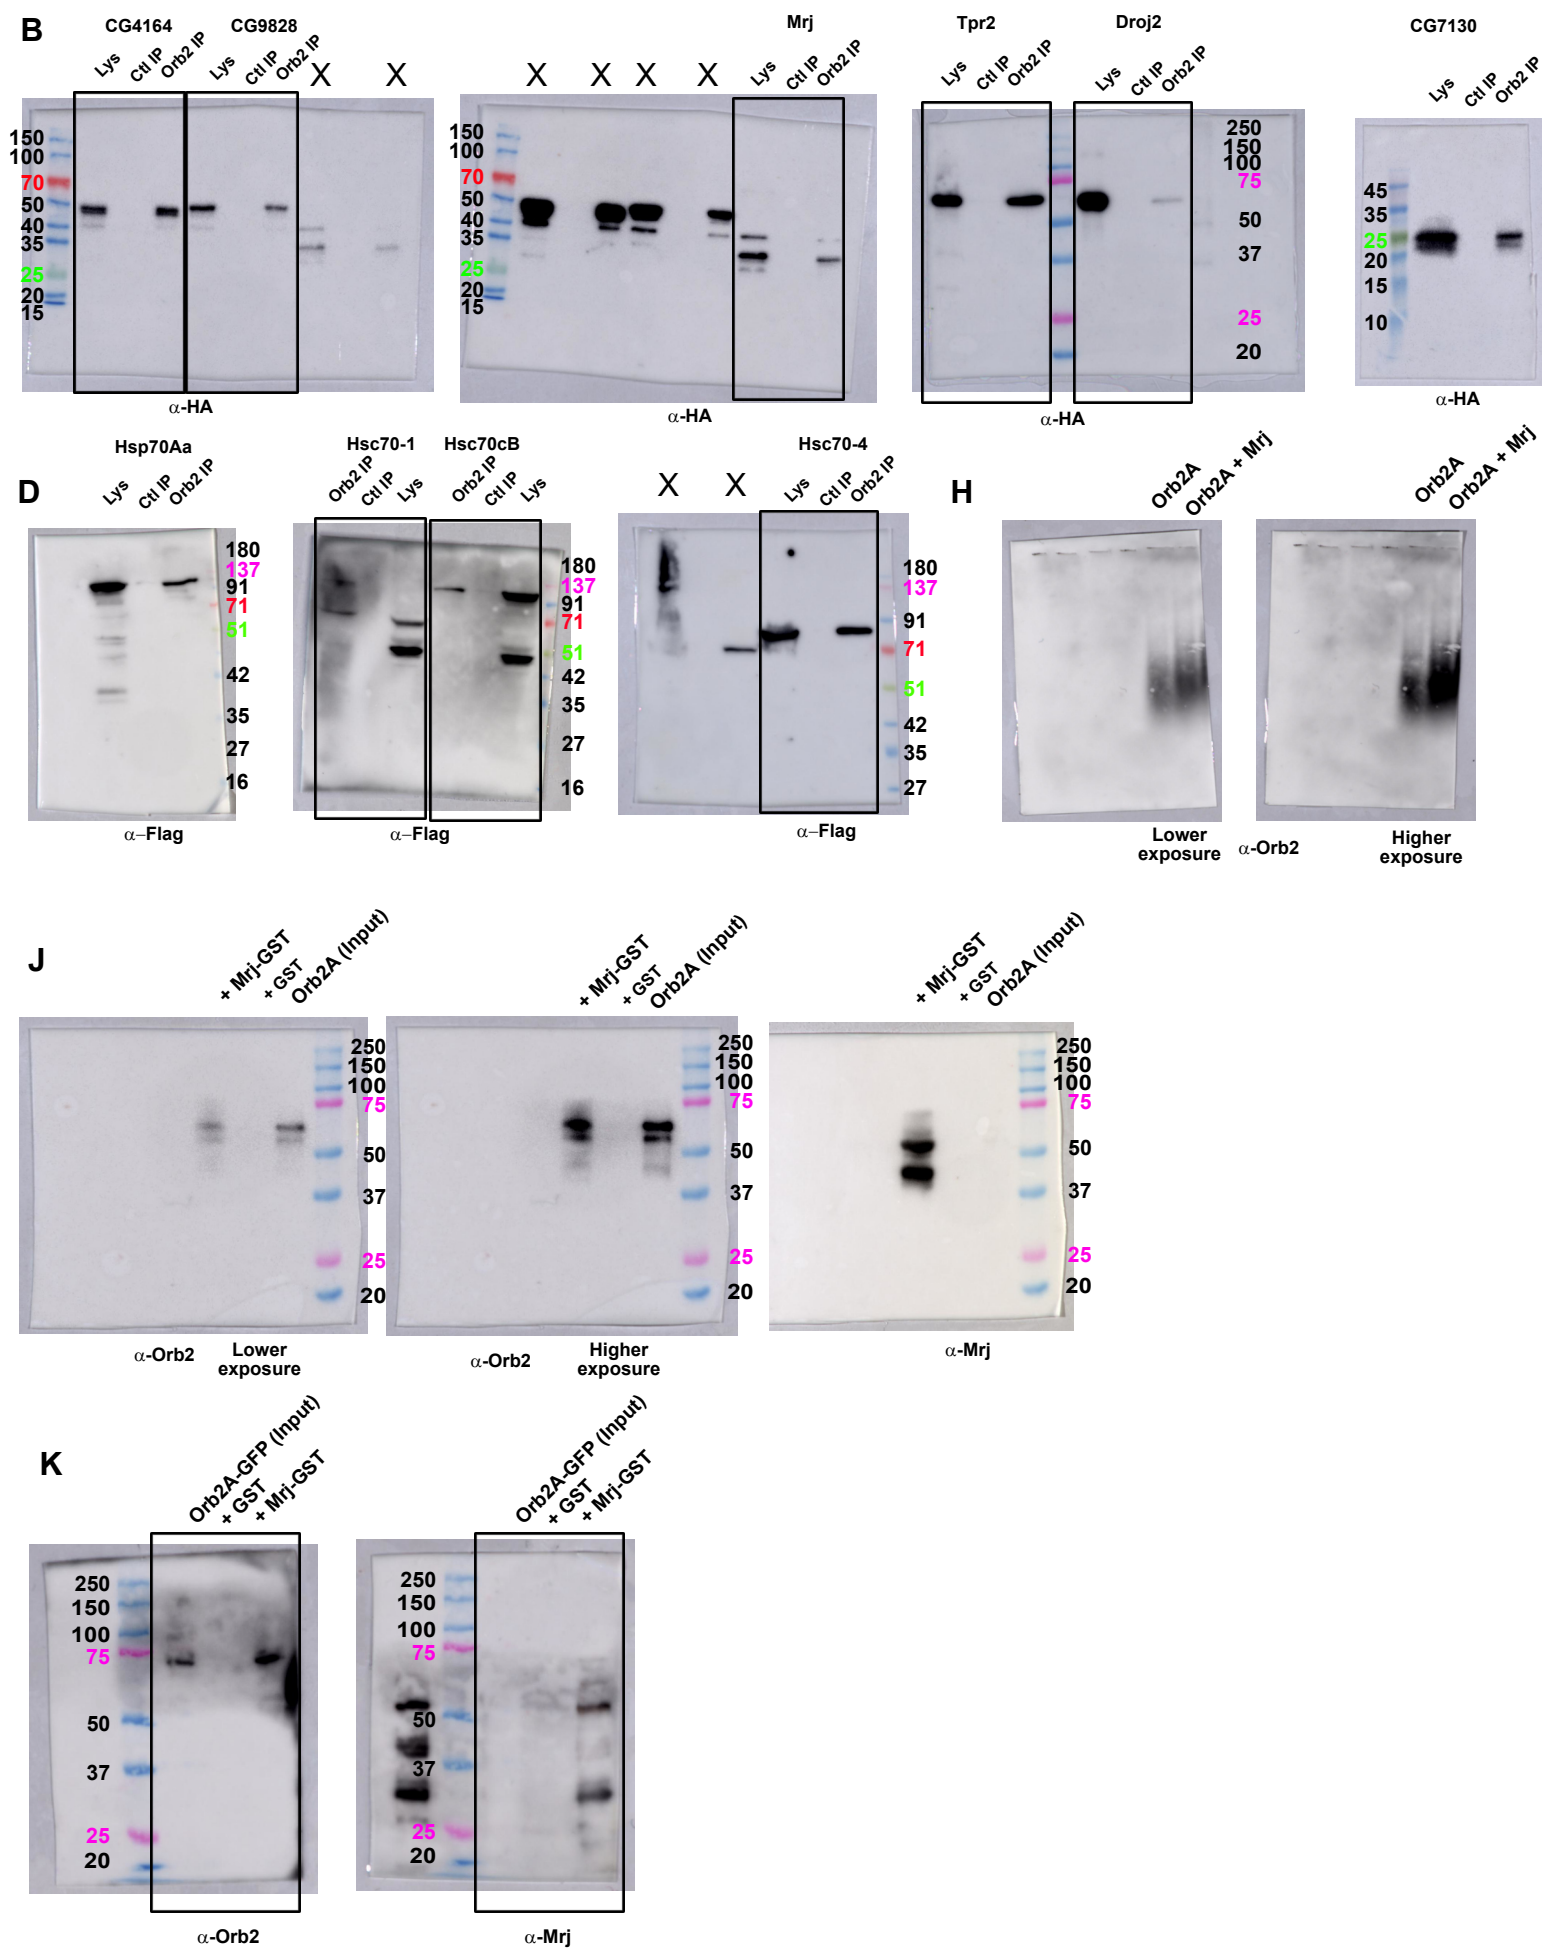 B
CG4164 CG9828 Mrj Tpr2 Droj2 CG7130
Lys Ctl IP Orb2 IP Lys Ctl IP Orb2 IP X X
X X X X Lys Ctl IP Orb2 IP
Lys Ctl IP Orb2 IP Lys Ctl IP Orb2 IP
Lys Ctl IP Orb2 IP
150
100
70
50
40
35
25
20
15
150
100
70
50
40
35
25
20
15
250
150
100
75
50
37
25
20
45
35
25
20
15
10
α-HA
α-HA
α-HA
α-HA
D
Hsp70Aa Hsc70-1 Hsc70cB Hsc70-4
Lys Ctl IP Orb2 IP
Orb2 IP Ctl IP Lys Orb2 IP Ctl IP Lys
X X Lys Ctl IP Orb2 IP
180
137
91
71
51
42
35
27
16
180
137
91
71
51
42
35
27
16
180
137
91
71
51
42
35
27
α–Flag
α–Flag
α–Flag
H
Orb2A Orb2A + Mrj
Orb2A Orb2A + Mrj
Lower
exposure
α-Orb2
Higher
exposure
J
+ Mrj-GST + GST Orb2A (Input)
+ Mrj-GST + GST Orb2A (Input)
+ Mrj-GST + GST Orb2A (Input)
250
150
100
75
50
37
25
20
250
150
100
75
50
37
25
20
250
150
100
75
50
37
25
20
α-Orb2
Lower
exposure
α-Orb2
Higher
exposure
α-Mrj
K
Orb2A-GFP (Input) + GST + Mrj-GST
Orb2A-GFP (Input) + GST + Mrj-GST
250
150
100
75
50
37
25
20
250
150
100
75
50
37
25
20
α-Orb2
α-Mrj